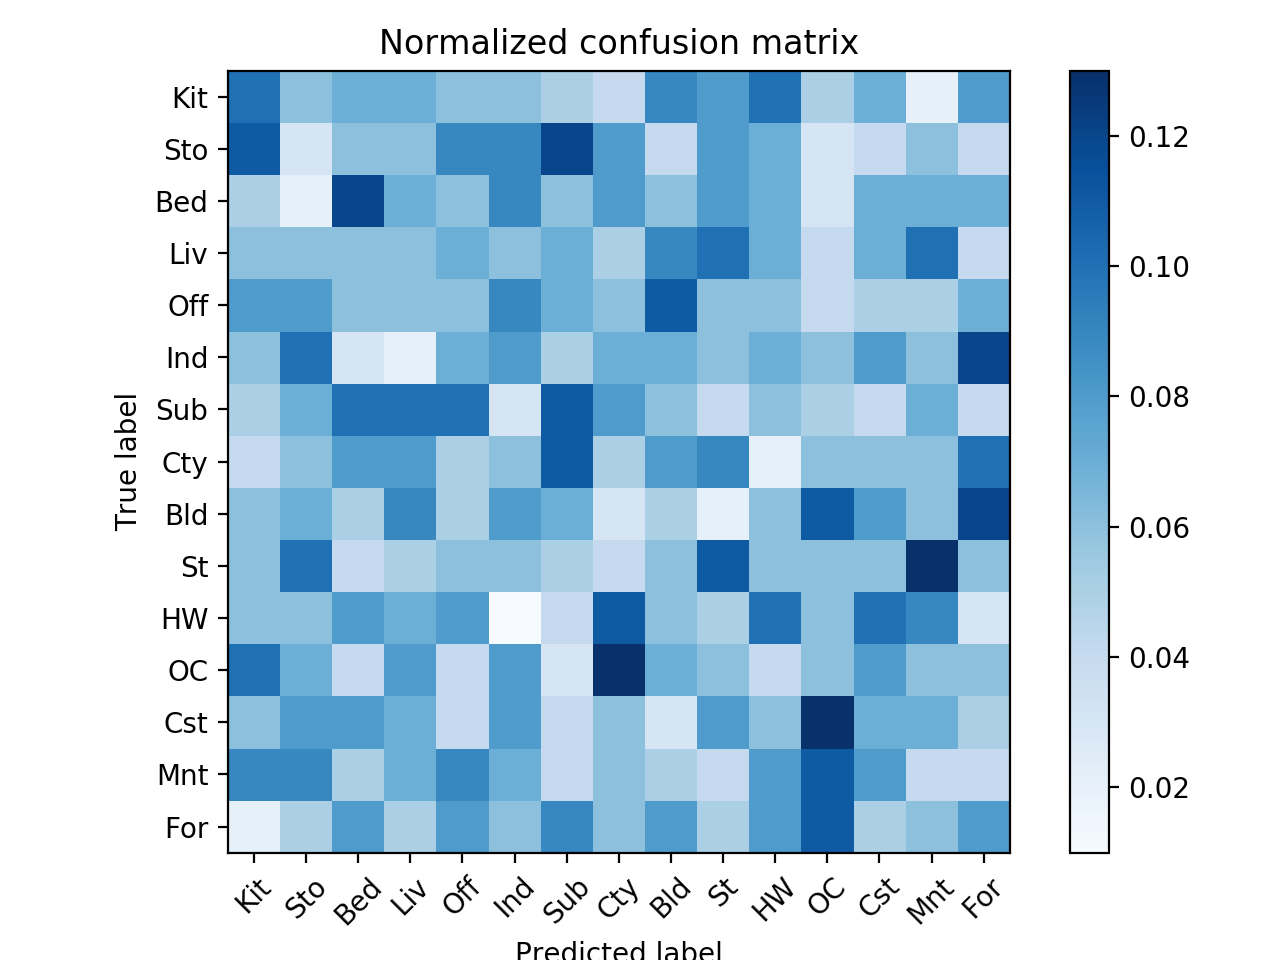 Normalized confusion matrix
Kit
Sto
Bed
Liv
Off
Ind
Sub
Cty
Bld
St
HW
OC
Cst
Mnt
For
True label
Kit Sto Bed Liv Off Ind Sub Cty Bld St HW OC Cst Mnt For
Predicted label
0.12
0.10
0.08
0.06
0.04
0.02